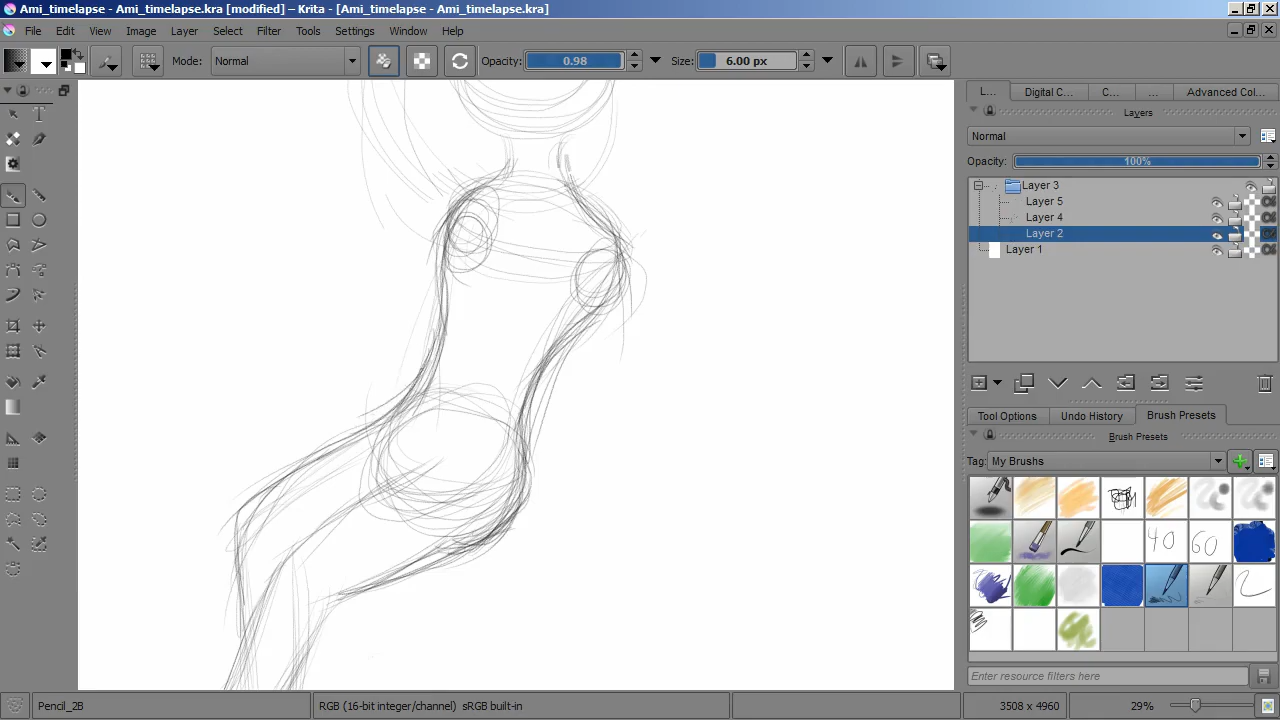 Ami_timelapse - Ami_timelapse.kra [modified] – Krita - [Ami_timelapse - Ami_timelapse.kra]
File Edit View Image Layer Select Filter Tools Settings Window Help
Mode: Normal Opacity: 0.98 Size: 6.00 px
L... Digital C... C... ... Advanced Col...
Layers
Normal
Opacity: 100%
Layer 3
Layer 5
Layer 4
Layer 2
Layer 1
Tool Options Undo History Brush Presets
Brush Presets
Tag: My Brushs
40 60
Enter resource filters here
Pencil_2B RGB (16-bit integer/channel) sRGB built-in 3508 x 4960 29%